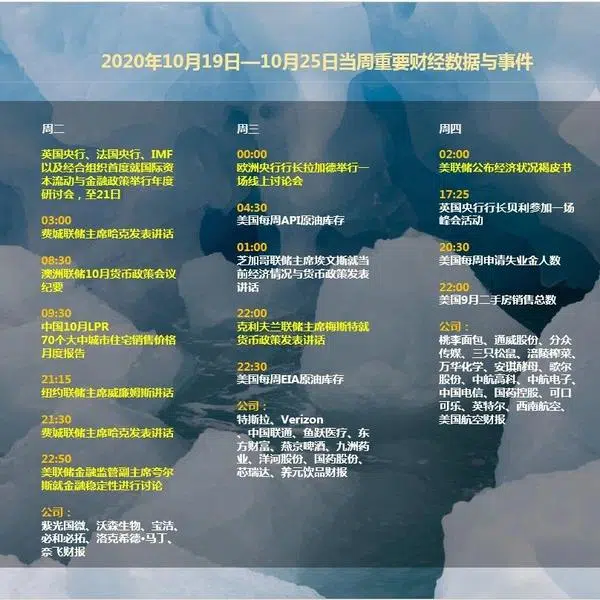 2020年10月19日—10月25日当周重要财经数据与事件
周二
英国央行、法国央行、IMF
以及经合组织首度就国际资
本流动与金融政策举行年度
研讨会，至21日
03:00
费城联储主席哈克发表讲话
08:30
澳洲联储10月货币政策会议
纪要
09:30
中国10月LPR
70个大中城市住宅销售价格
月度报告
21:15
纽约联储主席威廉姆斯讲话
21:30
费城联储主席哈克发表讲话
22:50
美联储金融监管副主席夸尔
斯就金融稳定性进行讨论
公司：
紫光国微、沃森生物、宝洁、
必和必拓、洛克希德·马丁、
奈飞财报
周三
00:00
欧洲央行行长拉加德举行一
场线上讨论会
04:30
美国每周API原油库存
01:00
芝加哥联储主席埃文斯就当
前经济情况与货币政策发表
讲话
22:00
克利夫兰联储主席梅斯特就
货币政策发表讲话
22:30
美国每周EIA原油库存
公司：
特斯拉、Verizon
、中国联通、鱼跃医疗、东
方财富、燕京啤酒、九洲药
业、洋河股份、国药股份、
芯瑞达、养元饮品财报
周四
02:00
美联储公布经济状况褐皮书
17:25
英国央行行长贝利参加一场
峰会活动
20:30
美国每周申请失业金人数
22:00
美国9月二手房销售总数
公司：
桃李面包、通威股份、分众
传媒、三只松鼠、涪陵榨菜、
万华化学、安琪酵母、歌尔
股份、中航高科、中航电子、
中国电信、国药控股、可口
可乐、英特尔、西南航空、
美国航空财报